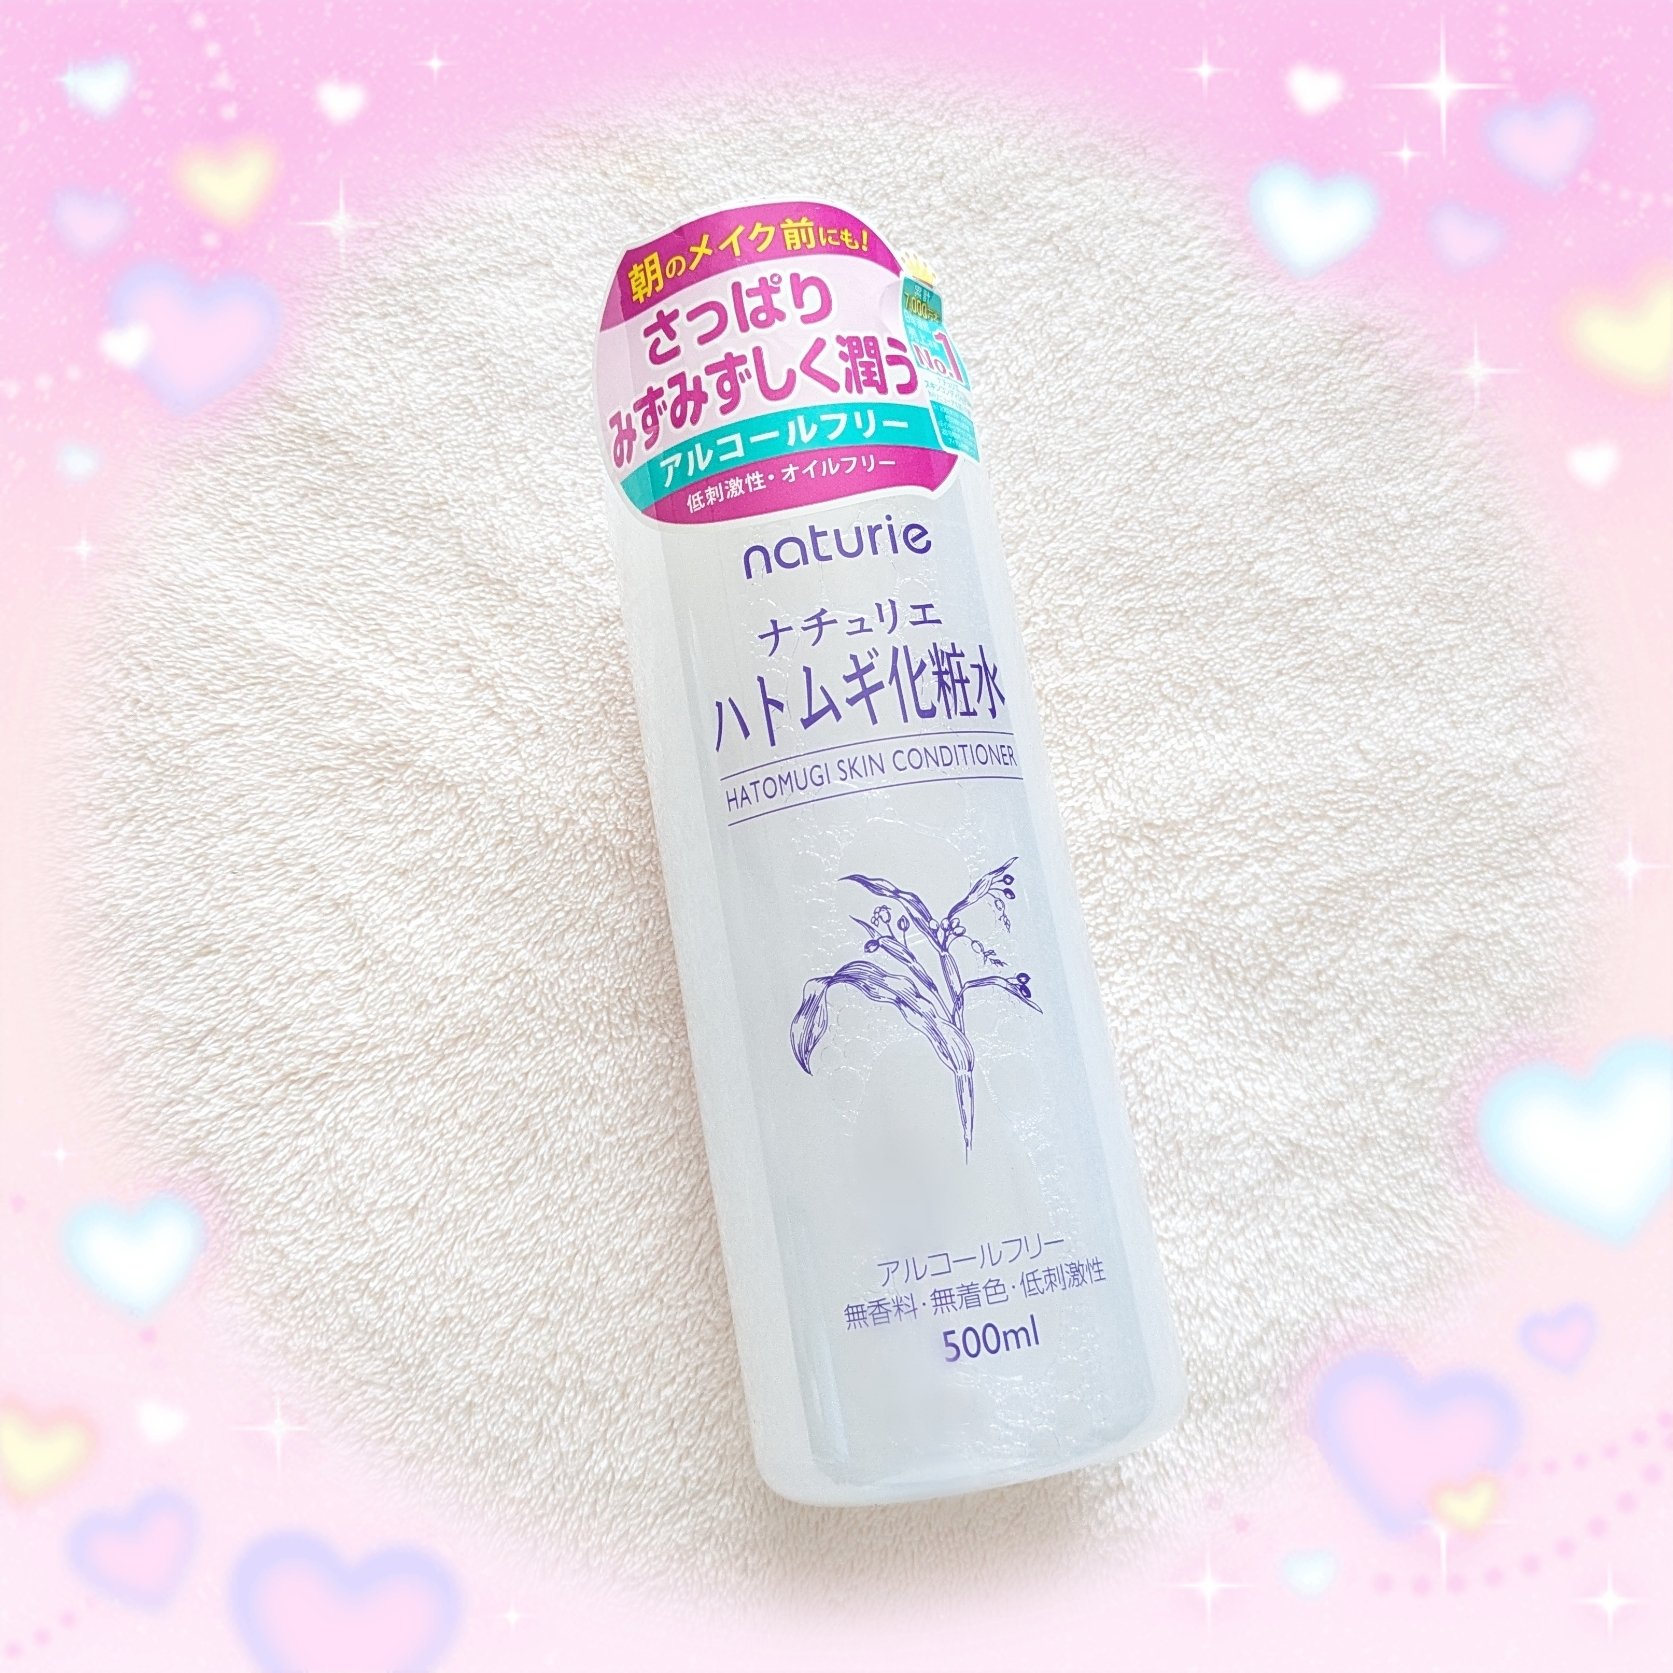 朝のメイク前にも!
さっぱり
みずみずしく潤う
アルコールフリー
低刺激性・オイルフリー
No.1
naturie
ナチュリエ
ハトムギ化粧水
HATOMUGI SKIN CONDITIONER
アルコールフリー
無香料・無着色・低刺激性
500ml